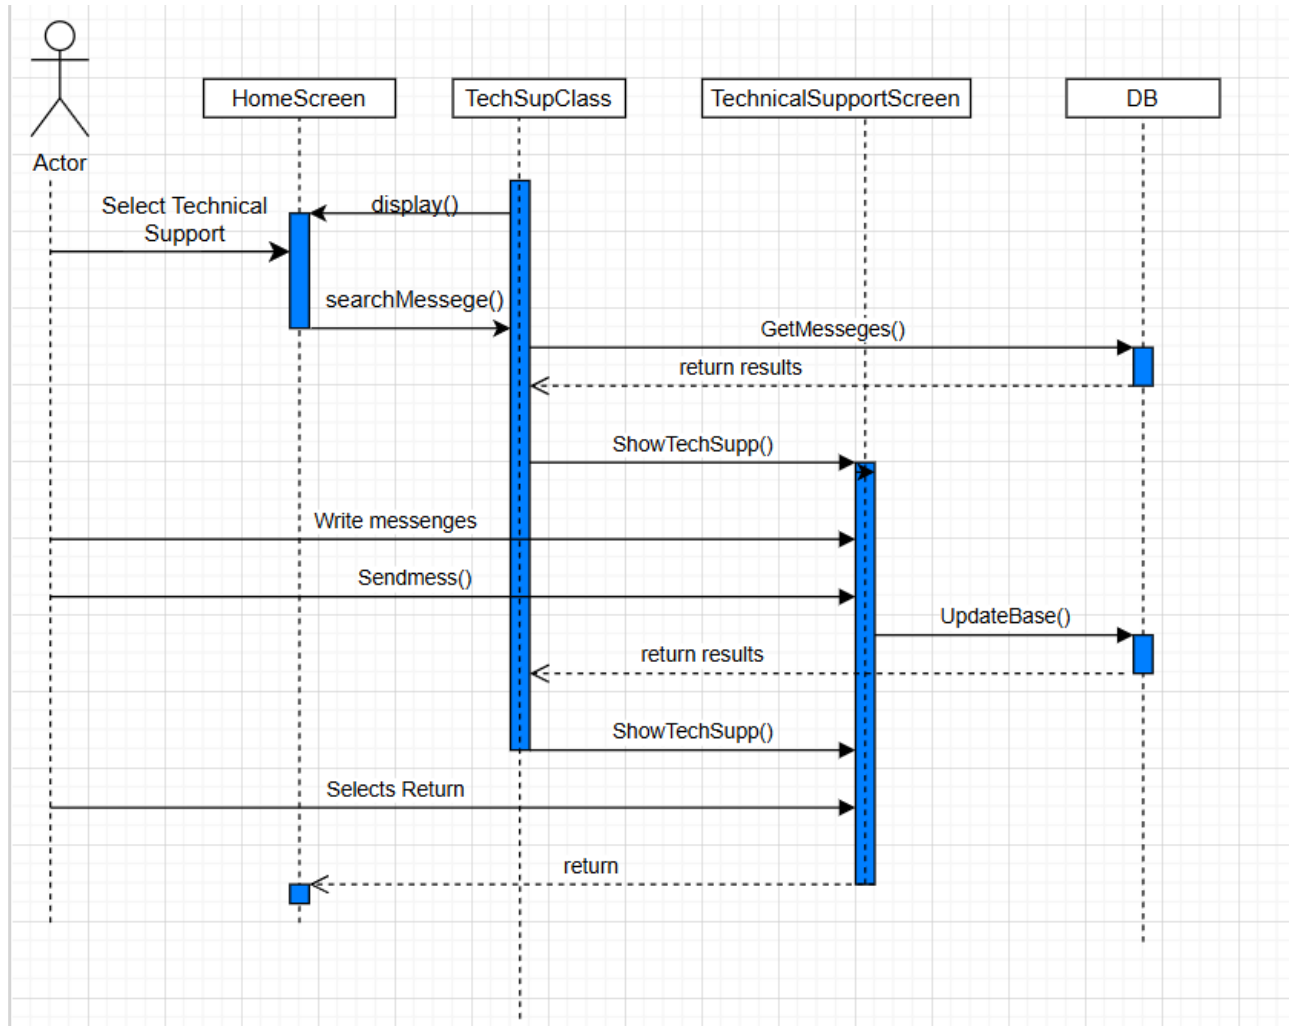 HomeScreen
TechSupClass
TechnicalSupportScreen
DB
Actor
Select Technical
Support
display()
searchMessege()
GetMesseges()
return results
ShowTechSupp()
Write messenges
Sendmess()
UpdateBase()
return results
ShowTechSupp()
Selects Return
return